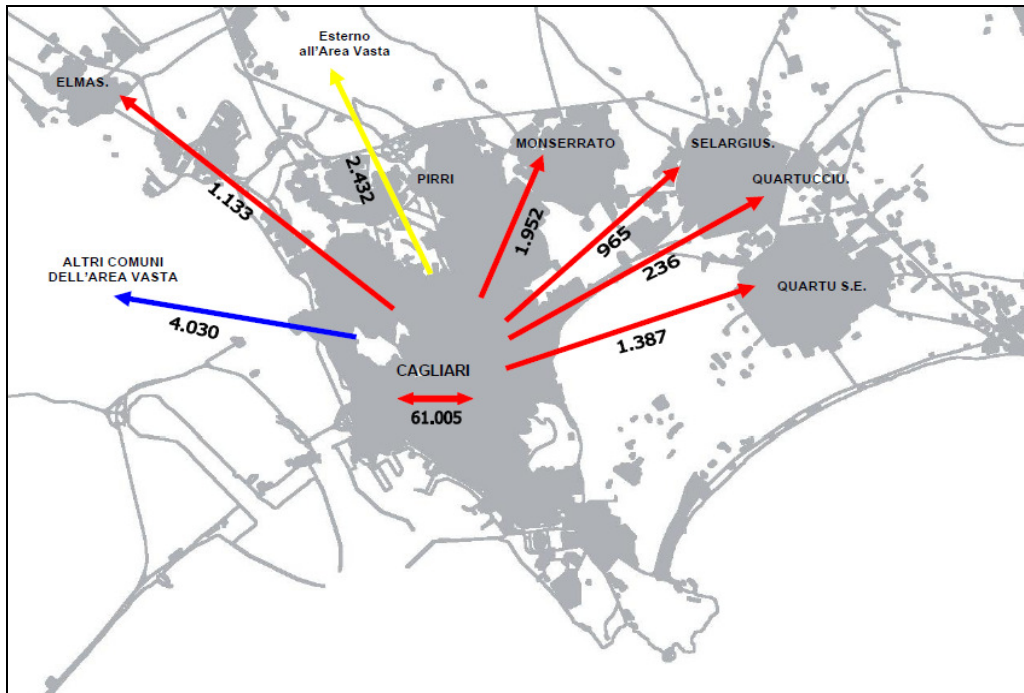 Esterno
all'Area Vasta
ELMAS.
MONSERRATO
SELARGIUS.
2.432
PIRRI
QUARTUCCIU.
1.133
1.952
965
ALTRI COMUNI
DELL'AREA VASTA
236
QUARTU S.E.
4.030
1.387
CAGLIARI
61.005